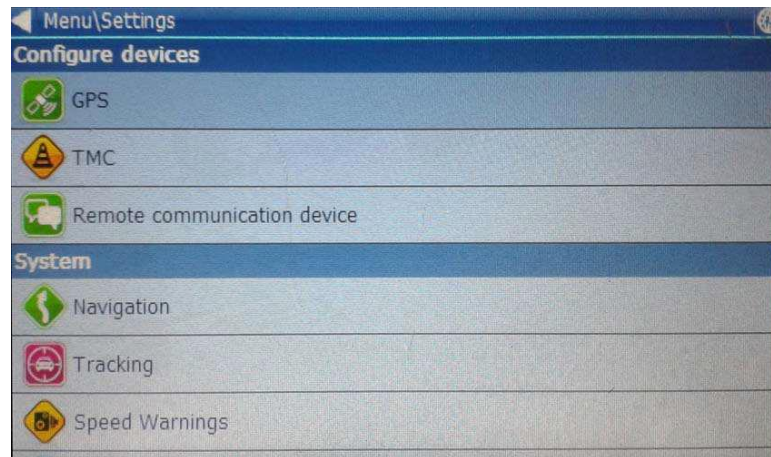 Menu\Settings
Configure devices
GPS
TMC
Remote communication device
System
Navigation
Tracking
Speed Warnings